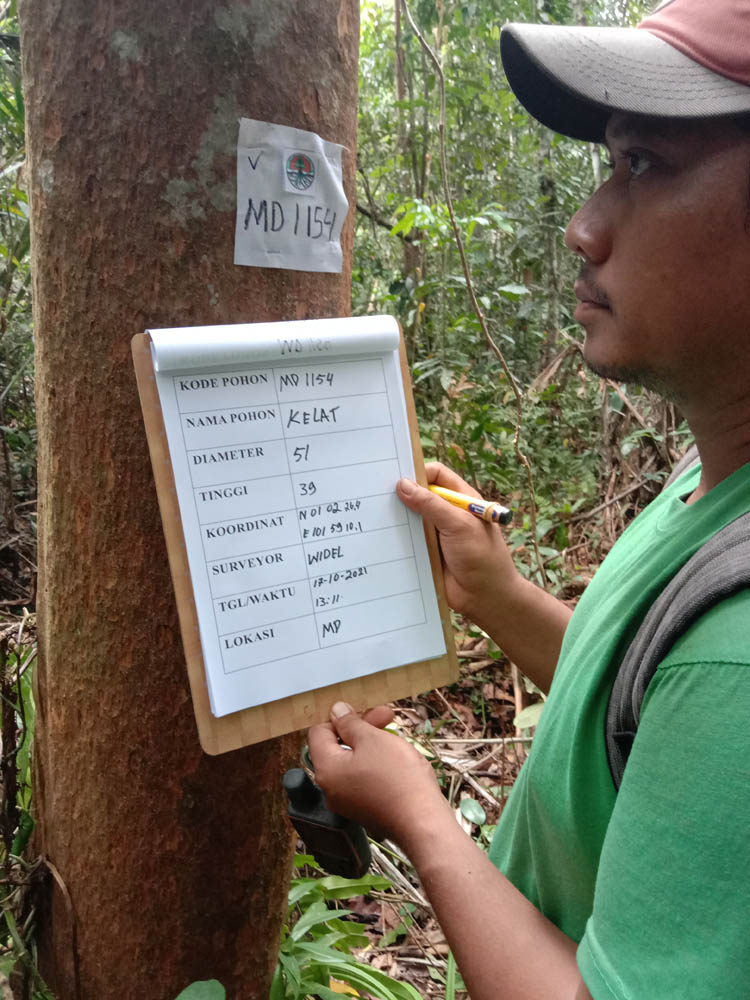 ✓
MD 1154
KODE POHON MD 1154
NAMA POHON KELAT
DIAMETER 51
TINGGI 39
KOORDINAT N 01 02 26,9
E 101 59 10,1
SURVEYOR WIDEL
TGL/WAKTU 17-10-2021
13:11
LOKASI MD